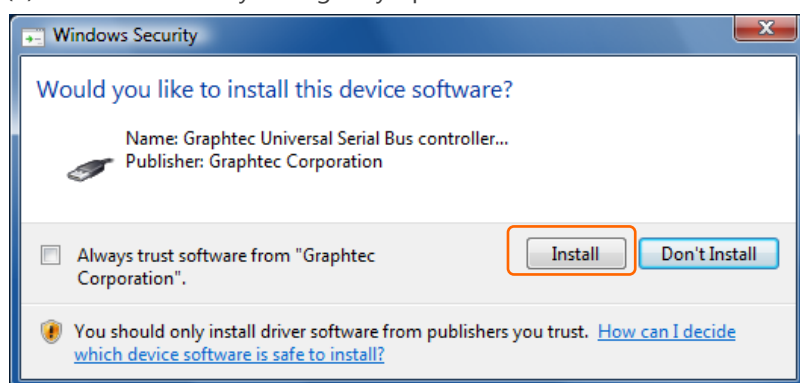 Windows Security
Would you like to install this device software?
Name: Graphtec Universal Serial Bus controller...
Publisher: Graphtec Corporation
Always trust software from "Graphtec
Corporation".
Install
Don't Install
You should only install driver software from publishers you trust. How can I decide
which device software is safe to install?